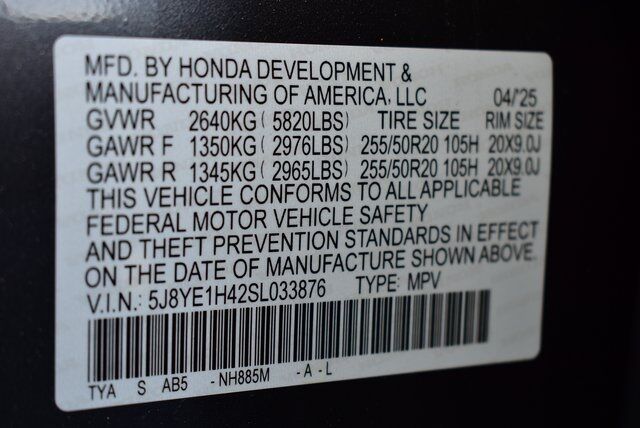 MFD. BY HONDA DEVELOPMENT &
MANUFACTURING OF AMERICA, LLC 04/'25
GVWR 2640KG (5820LBS) TIRE SIZE RIM SIZE
GAWR F 1350KG (2976LBS) 255/50R20 105H 20X9.0J
GAWR R 1345KG (2965LBS) 255/50R20 105H 20X9.0J
THIS VEHICLE CONFORMS TO ALL APPLICABLE
FEDERAL MOTOR VEHICLE SAFETY
AND THEFT PREVENTION STANDARDS IN EFFECT
ON THE DATE OF MANUFACTURE SHOWN ABOVE.
V.I.N.: 5J8YE1H42SL033876 TYPE: MPV
TYA S AB5 -NH885M -A-L